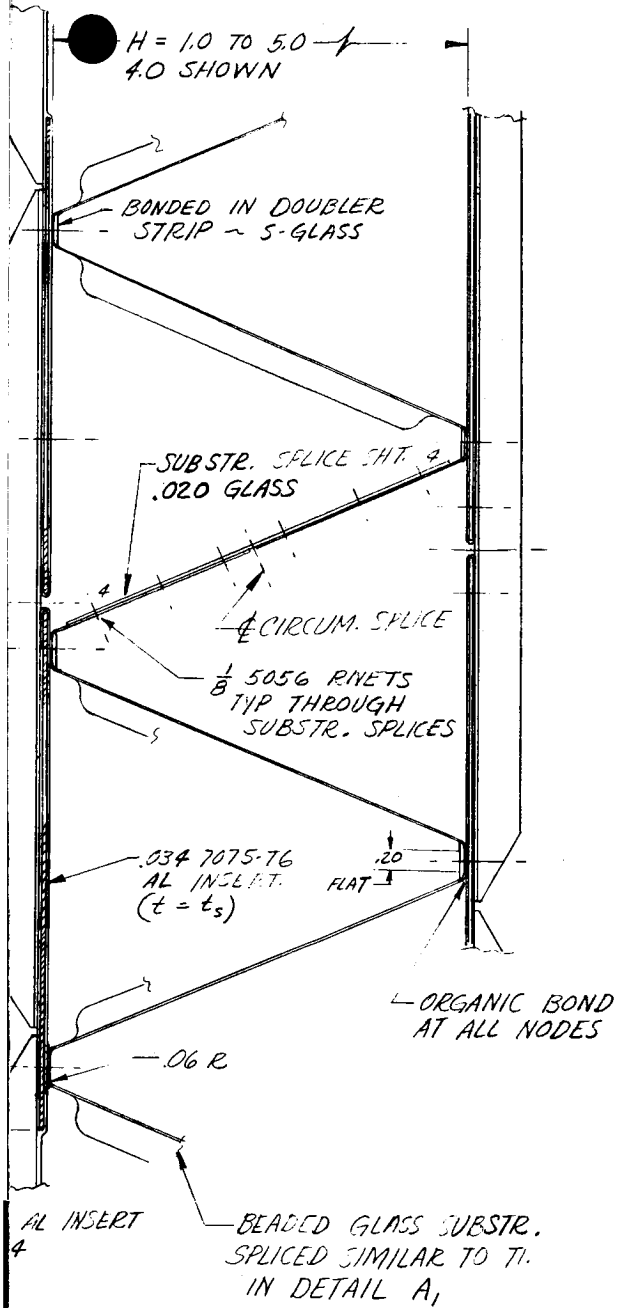 H = 1.0 TO 5.0
4.0 SHOWN
BONDED IN DOUBLER
STRIP ~ S-GLASS
SUBSTR. SPLICE SHT. 4
.020 GLASS
4
℄ CIRCUM. SPLICE
1/8 5056 RIVETS
TYP THROUGH
SUBSTR. SPLICES
.034 7075-T6
AL INSERT.
(t = ts)
.20
FLAT
ORGANIC BOND
AT ALL NODES
.06 R
AL INSERT
4
BEADED GLASS SUBSTR.
SPLICED SIMILAR TO TI.
IN DETAIL A,